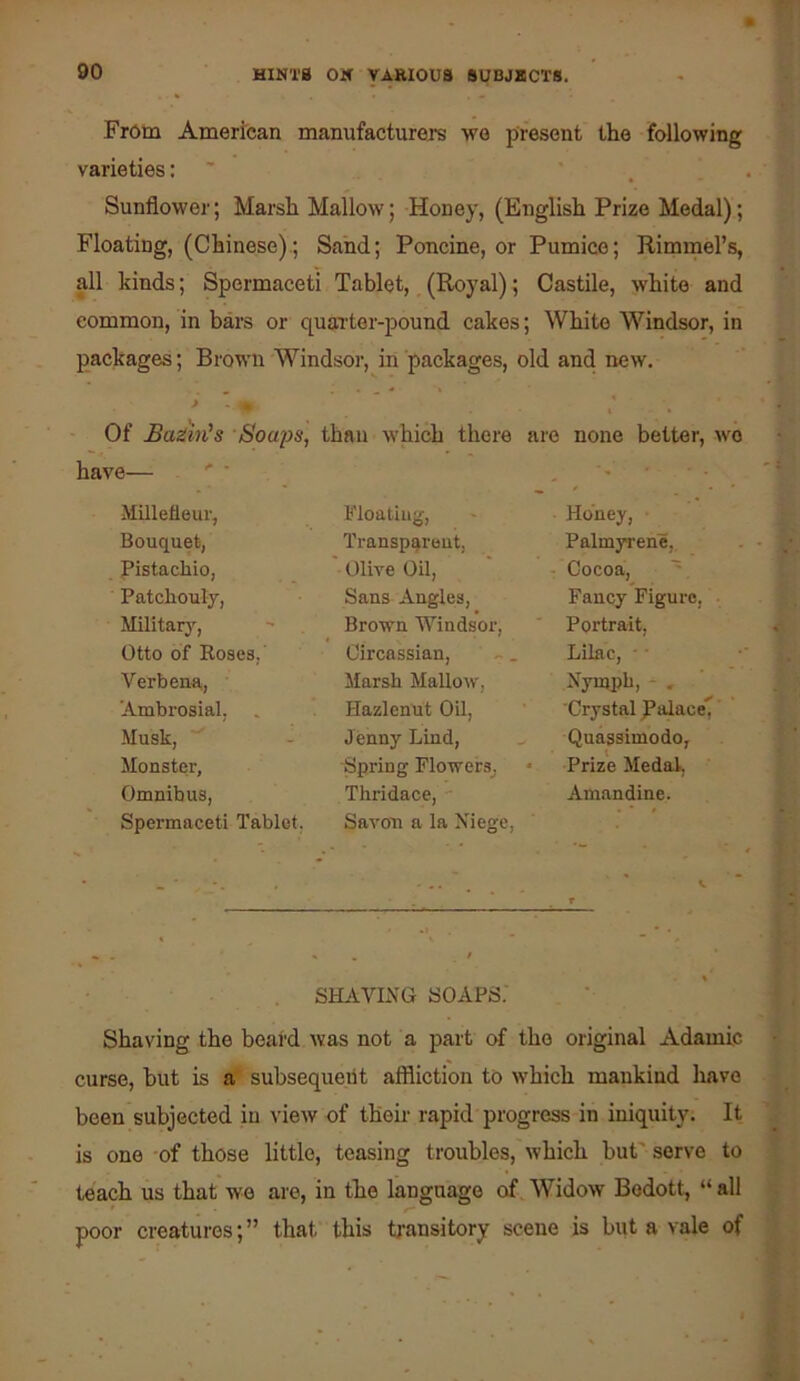 90 HINTS ON VARIOUS SUBJECTS.
From American manufacturers we present the following
varieties:
Sunflower; Marsh Mallow; Honey, (English Prize Medal);
Floating, (Chinese); Sand; Poncine, or Pumice; Rimmel's,
all kinds; Spermaceti Tablet, (Royal); Castile, white and
common, in bars or quarter-pound cakes; White Windsor, in
packages; Brown Windsor, in packages, old and new.
Of Bazin's Soaps, than which there are none better, we
have—
Millefleur, Floating, Honey,
Bouquet, Transparent, Palmyrene,
Pistachio, Olive Oil, Cocoa,
Patchouly, Sans Angles, Fancy Figure,
Military, Brown Windsor, Portrait,
Otto of Roses, Circassian, Lilac,
Verbena, Marsh Mallow, Nymph,
Ambrosial, Hazlenut Oil, Crystal Palace,
Musk, Jenny Lind, Quassimodo,
Monster, Spring Flowers, Prize Medal,
Omnibus, Thridace, Amandine.
Spermaceti Tablet, Savon a la Niege,
SHAVING SOAPS.
Shaving the beard was not a part of the original Adamic
curse, but is a subsequent affliction to which mankind have
been subjected in view of their rapid progress in iniquity. It
is one of those little, teasing troubles, which but serve to
teach us that we are, in the language of Widow Bedott, "all
poor creatures;" that this transitory scene is but a vale of